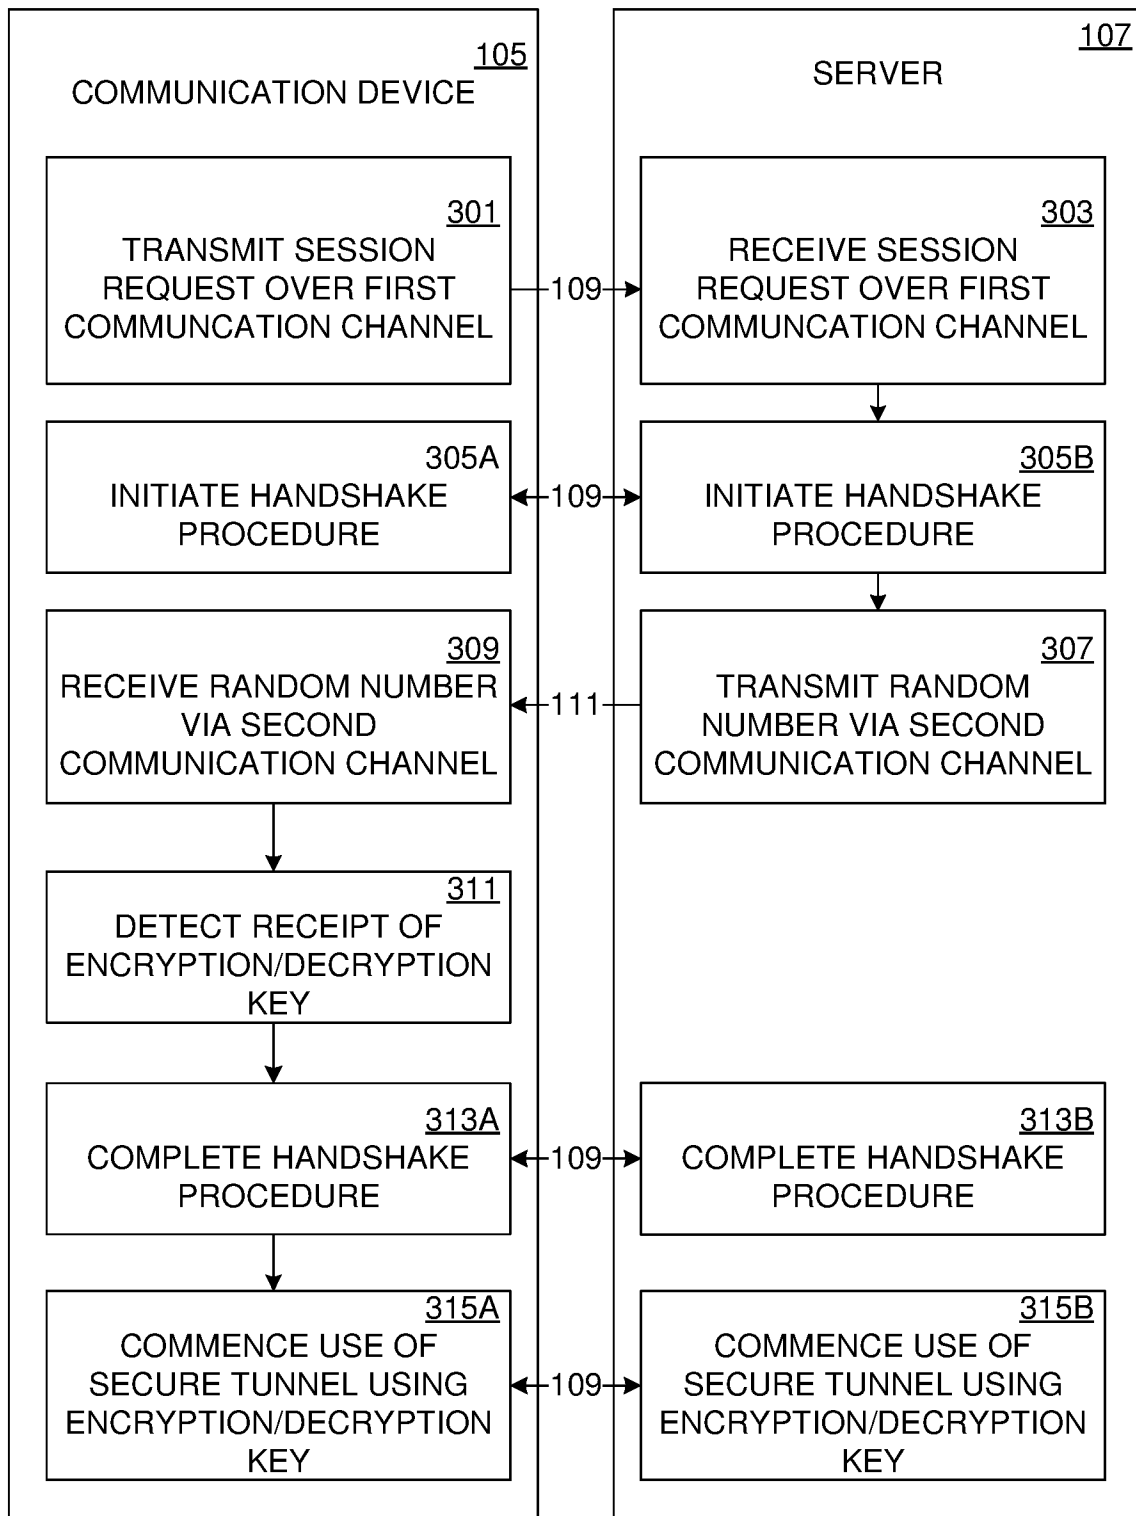 105
COMMUNICATION DEVICE
107
SERVER
301
TRANSMIT SESSION
REQUEST OVER FIRST
COMMUNCATION CHANNEL
109
303
RECEIVE SESSION
REQUEST OVER FIRST
COMMUNCATION CHANNEL
305A
INITIATE HANDSHAKE
PROCEDURE
109
305B
INITIATE HANDSHAKE
PROCEDURE
309
RECEIVE RANDOM NUMBER
VIA SECOND
COMMUNICATION CHANNEL
111
307
TRANSMIT RANDOM
NUMBER VIA SECOND
COMMUNICATION CHANNEL
311
DETECT RECEIPT OF
ENCRYPTION/DECRYPTION
KEY
313A
COMPLETE HANDSHAKE
PROCEDURE
109
313B
COMPLETE HANDSHAKE
PROCEDURE
315A
COMMENCE USE OF
SECURE TUNNEL USING
ENCRYPTION/DECRYPTION
KEY
109
315B
COMMENCE USE OF
SECURE TUNNEL USING
ENCRYPTION/DECRYPTION
KEY